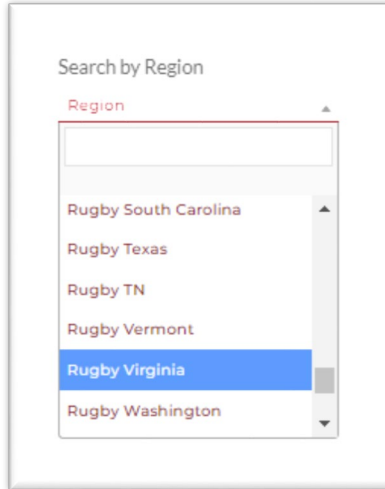 Search by Region
Region
Rugby South Carolina
Rugby Texas
Rugby TN
Rugby Vermont
Rugby Virginia
Rugby Washington